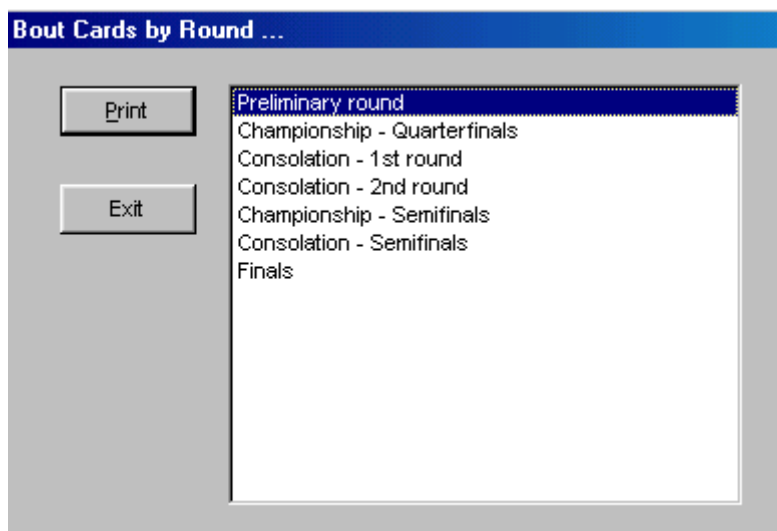 Bout Cards by Round ...
Print
Exit
Preliminary round
Championship - Quarterfinals
Consolation - 1st round
Consolation - 2nd round
Championship - Semifinals
Consolation - Semifinals
Finals